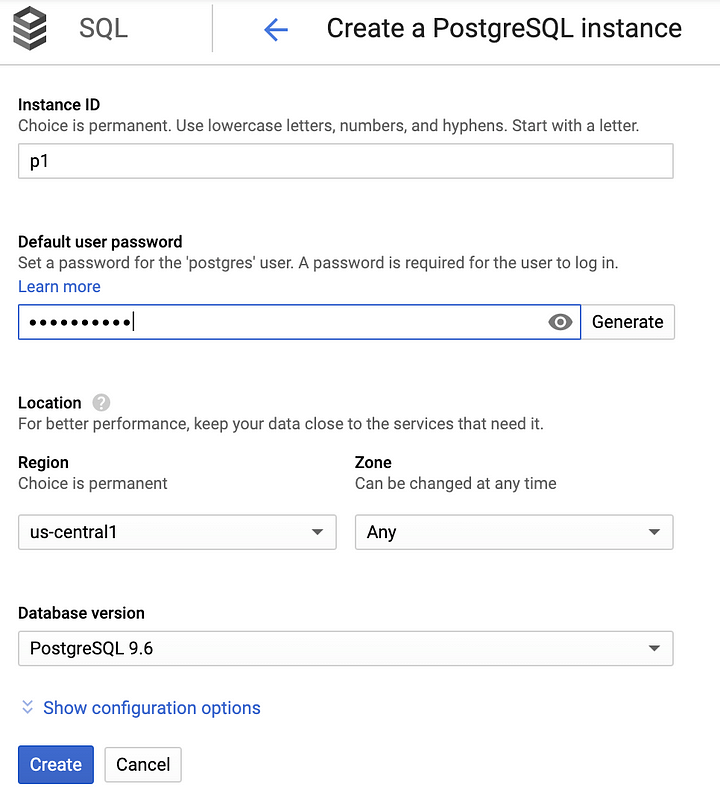 SQL
Create a PostgreSQL instance
Instance ID
Choice is permanent. Use lowercase letters, numbers, and hyphens. Start with a letter.
p1
Default user password
Set a password for the 'postgres' user. A password is required for the user to log in.
Learn more
••••••••••
Generate
Location ?
For better performance, keep your data close to the services that need it.
Region
Choice is permanent
us-central1
Zone
Can be changed at any time
Any
Database version
PostgreSQL 9.6
Show configuration options
Create
Cancel